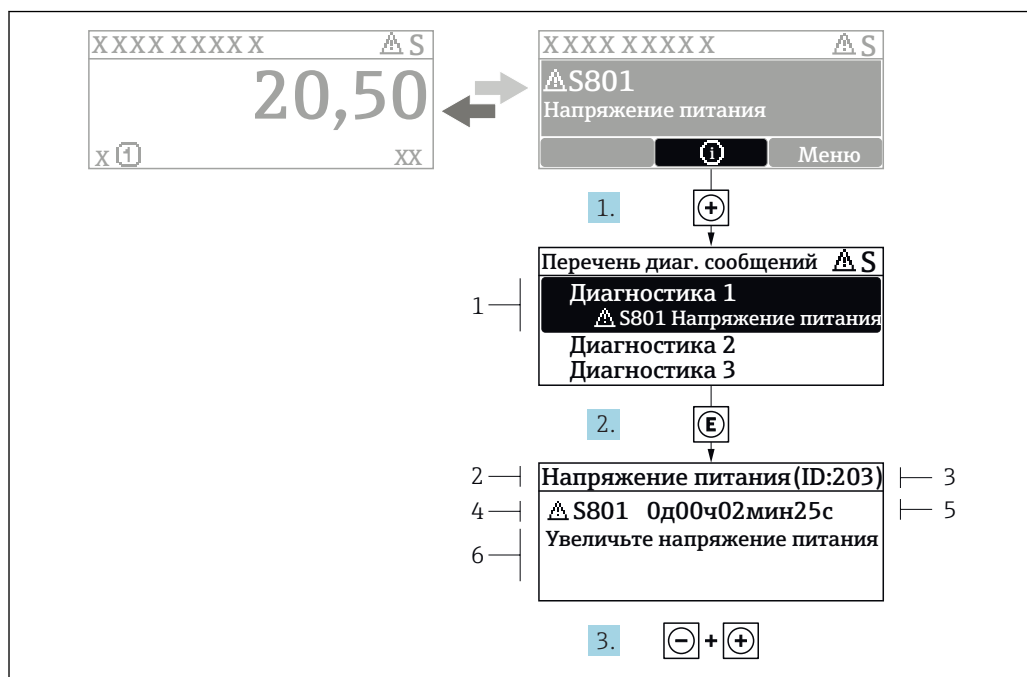 XXXX XXXXX ⚠ S
20,50
x ① XX
XXXX XXXXX ⚠ S
⚠S801
Напряжение питания
ⓘ Меню
1. +
Перечень диаг. сообщений ⚠ S
1
Диагностика 1
⚠ S801 Напряжение питания
Диагностика 2
Диагностика 3
2. E
2 Напряжение питания (ID:203) 3
4 ⚠ S801 0д00ч02мин25с 5
Увеличьте напряжение питания
6
3. - + +